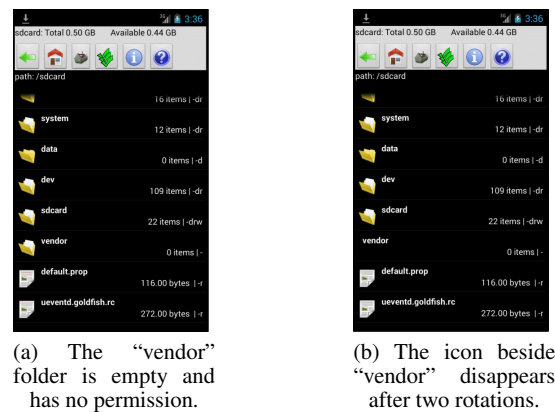 3G 3:36
sdcard: Total 0.50 GB Available 0.44 GB
path: /sdcard
16 items | -dr
system
12 items | -dr
data
0 items | -d
dev
109 items | -dr
sdcard
22 items | -drw
vendor
0 items | -
default.prop
116.00 bytes | -r
ueventd.goldfish.rc
272.00 bytes | -r
(a) The “vendor”
folder is empty and
has no permission.
3G 3:36
sdcard: Total 0.50 GB Available 0.44 GB
path: /sdcard
16 items | -dr
system
12 items | -dr
data
0 items | -d
dev
109 items | -dr
sdcard
22 items | -drw
vendor
0 items | -
default.prop
116.00 bytes | -r
ueventd.goldfish.rc
272.00 bytes | -r
(b) The icon beside
“vendor” disappears
after two rotations.